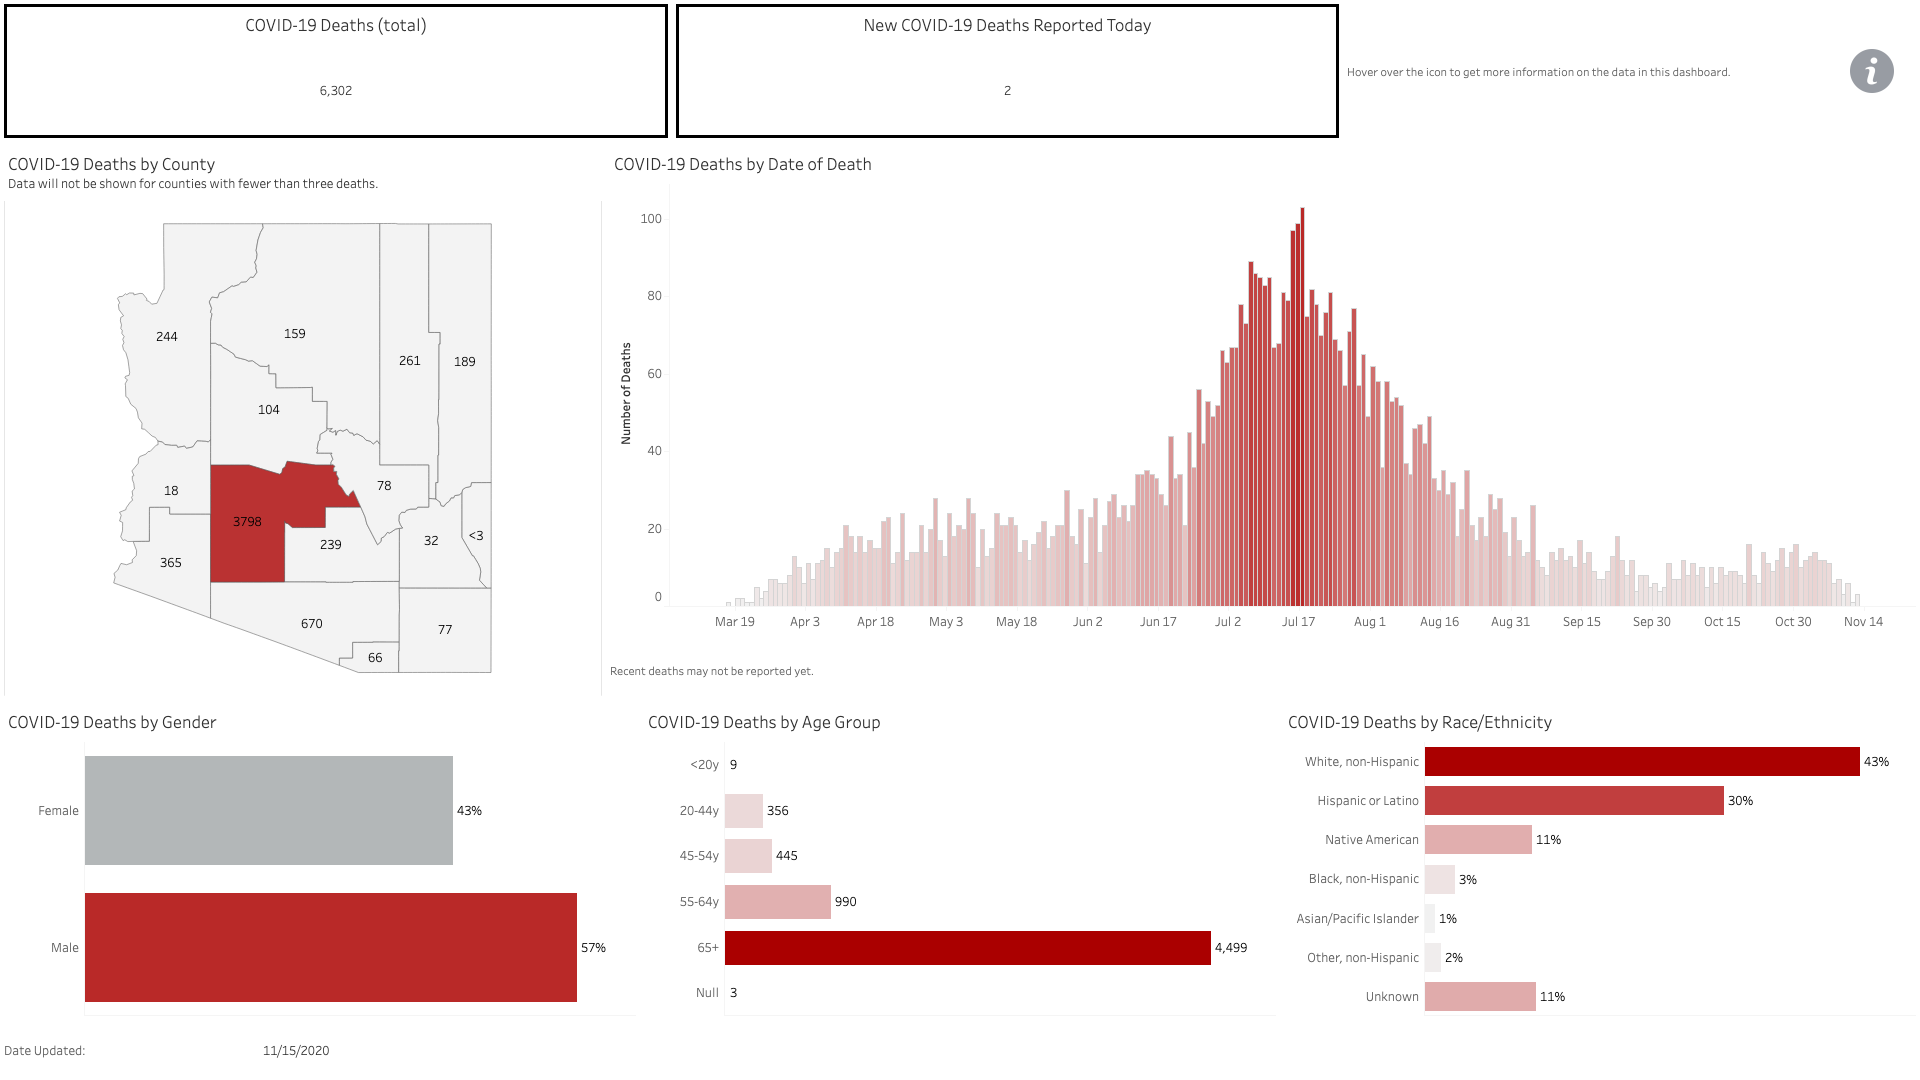 COVID-19 Deaths (total)
6,302
New COVID-19 Deaths Reported Today
2
Hover over the icon to get more information on the data in this dashboard.
i
COVID-19 Deaths by County
Data will not be shown for counties with fewer than three deaths.
244
159
261
189
104
18
78
3798
<3
239
32
365
670
77
66
COVID-19 Deaths by Date of Death
Number of Deaths
100
80
60
40
20
0
Mar 19
Apr 3
Apr 18
May 3
May 18
Jun 2
Jun 17
Jul 2
Jul 17
Aug 1
Aug 16
Aug 31
Sep 15
Sep 30
Oct 15
Oct 30
Nov 14
Recent deaths may not be reported yet.
COVID-19 Deaths by Gender
Female 43%
Male 57%
COVID-19 Deaths by Age Group
<20y 9
20-44y 356
45-54y 445
55-64y 990
65+ 4,499
Null 3
COVID-19 Deaths by Race/Ethnicity
White, non-Hispanic 43%
Hispanic or Latino 30%
Native American 11%
Black, non-Hispanic 3%
Asian/Pacific Islander 1%
Other, non-Hispanic 2%
Unknown 11%
Date Updated: 11/15/2020